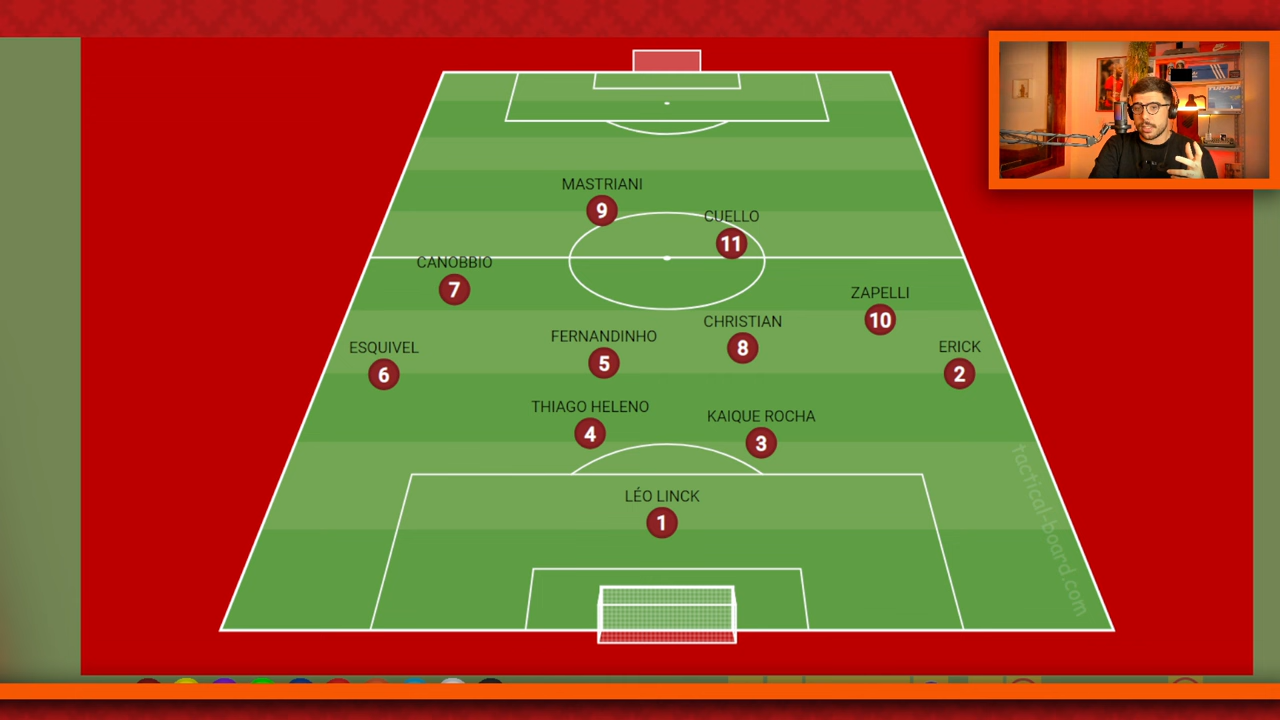 MASTRIANI
9
CUELLO
11
CANOBBIO
7
ZAPELLI
10
CHRISTIAN
8
FERNANDINHO
5
ESQUIVEL
6
ERICK
2
THIAGO HELENO
4
KAIQUE ROCHA
3
LÉO LINCK
1
tactical-board.com